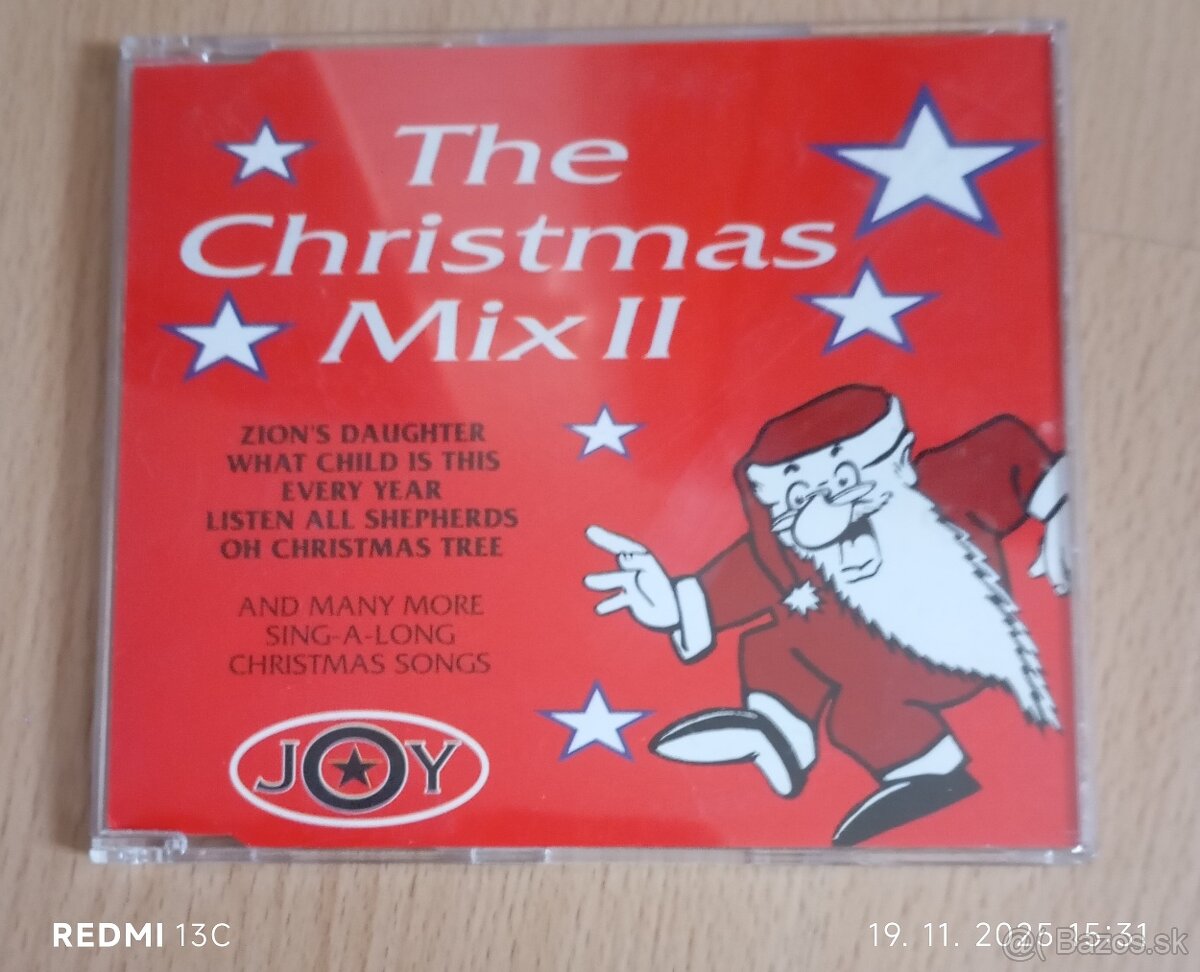 The
Christmas
Mix II
ZION'S DAUGHTER
WHAT CHILD IS THIS
EVERY YEAR
LISTEN ALL SHEPHERDS
OH CHRISTMAS TREE
AND MANY MORE
SING-A-LONG
CHRISTMAS SONGS
JOY
REDMI 13C
19. 11. 2025 15:31
@ Bazos.sk